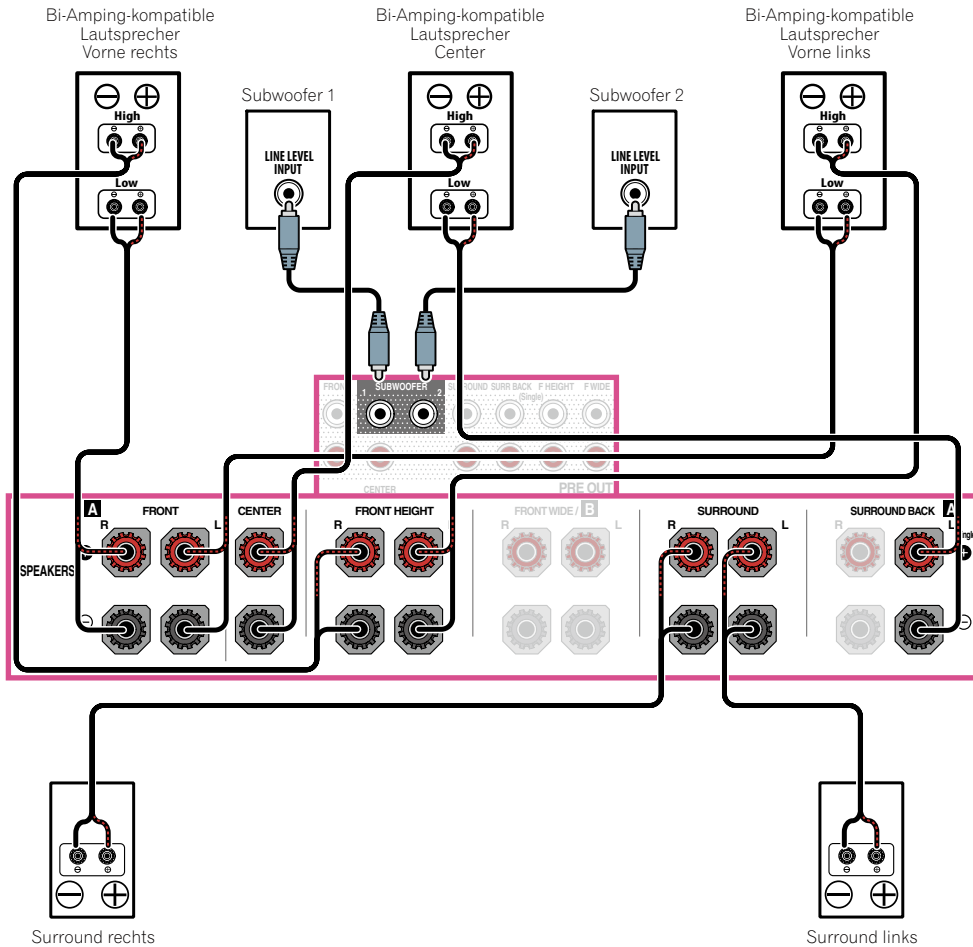 Bi-Amping-kompatible
Lautsprecher
Vorne rechts
Bi-Amping-kompatible
Lautsprecher
Center
Bi-Amping-kompatible
Lautsprecher
Vorne links
Subwoofer 1
Subwoofer 2
High
Low
LINE LEVEL
INPUT
High
Low
LINE LEVEL
INPUT
High
Low
SUBWOOFER
1 2
SURR BACK
(Single)
F HEIGHT
F WIDE
CENTER
PRE OUT
A
FRONT
R L
CENTER
FRONT HEIGHT
R L
FRONT WIDE / B
R L
SURROUND
R L
SURROUND BACK
R L
SPEAKERS
Surround rechts
Surround links